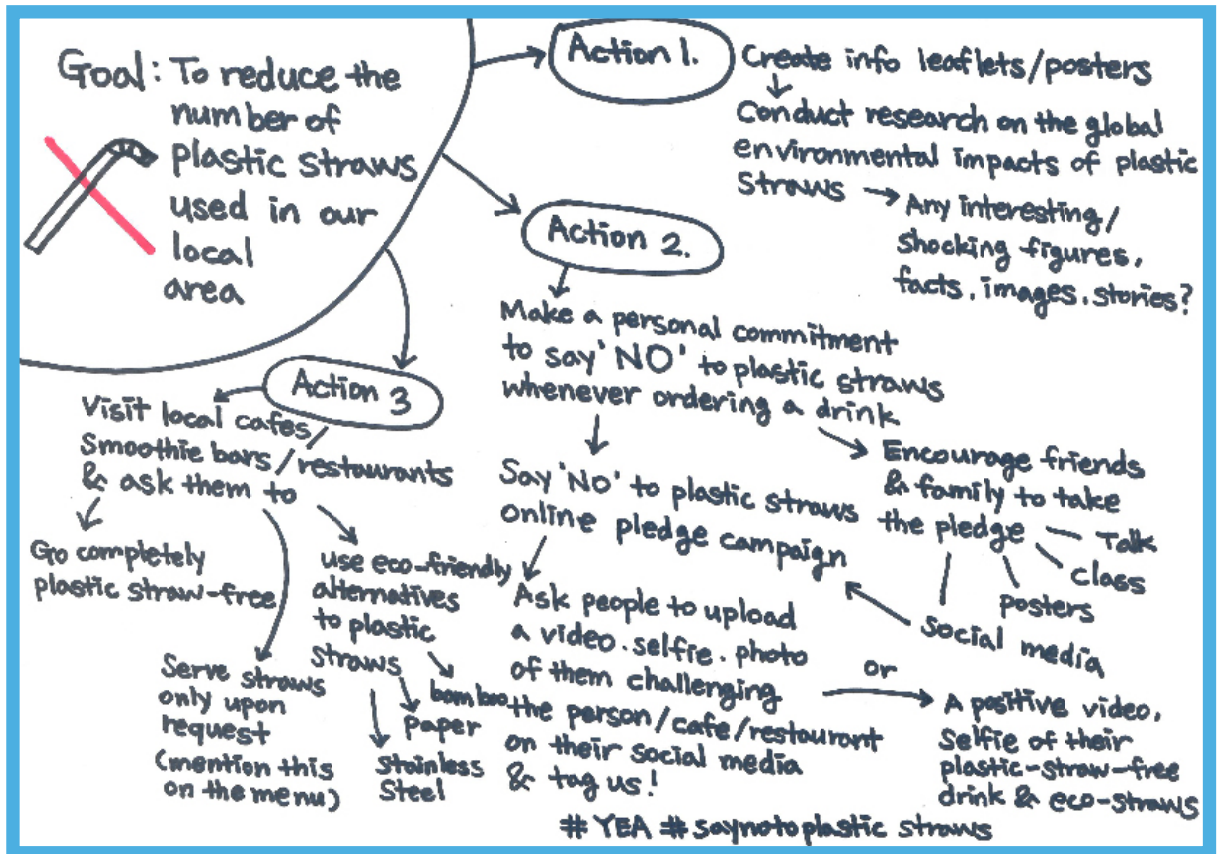 Goal: To reduce the
number of
plastic straws
used in our
local
area
Action 1.
Create info leaflets/posters
Conduct research on the global
environmental impacts of plastic
straws
Any interesting/
shocking figures,
facts, images, stories?
Action 2.
Make a personal commitment
to say 'NO' to plastic straws
whenever ordering a drink
Encourage friends
& family to take
the pledge
Talk
class
posters
social media
Say 'NO' to plastic straws
online pledge campaign
Ask people to upload
a video. selfie. photo
of them challenging
the person/cafe/restaurant
on their social media
& tag us!
or
A positive video,
selfie of their
plastic-straw-free
drink & eco-straws
# YEA # saynotoplastic straws
Action 3
Visit local cafes/
smoothie bars/restaurants
& ask them to
Go completely
plastic straw-free
Serve straws
only upon
request
(mention this
on the menu)
use eco-friendly
alternatives
to plastic
straws
bamboo
paper
stainless
steel